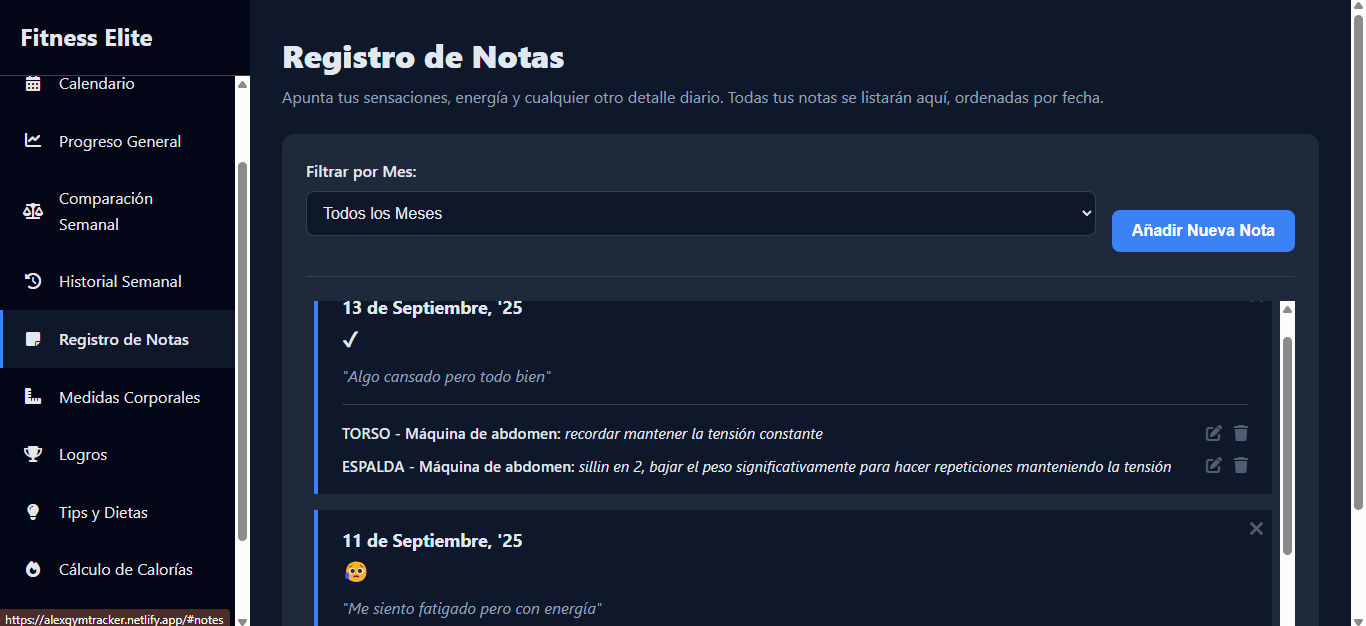 Fitness Elite
Calendario
Progreso General
Comparación
Semanal
Historial Semanal
Registro de Notas
Medidas Corporales
Logros
Tips y Dietas
Cálculo de Calorías
https://alexgymtracker.netlify.app/#notes
Registro de Notas
Apunta tus sensaciones, energía y cualquier otro detalle diario. Todas tus notas se listarán aquí, ordenadas por fecha.
Filtrar por Mes:
Todos los Meses
Añadir Nueva Nota
13 de Septiembre, '25
"Algo cansado pero todo bien"
TORSO - Máquina de abdomen: recordar mantener la tensión constante
ESPALDA - Máquina de abdomen: sillin en 2, bajar el peso significativamente para hacer repeticiones manteniendo la tensión
11 de Septiembre, '25
"Me siento fatigado pero con energía"